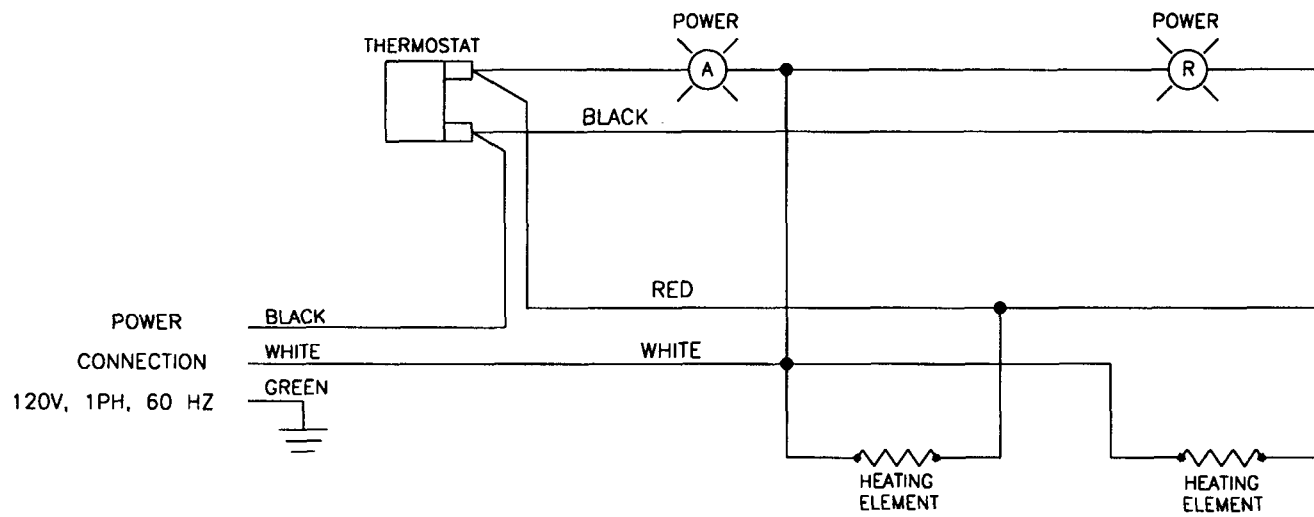 POWER
POWER
THERMOSTAT
A
R
BLACK
RED
POWER
BLACK
CONNECTION
WHITE
WHITE
120V, 1PH, 60 HZ
GREEN
HEATING
ELEMENT
HEATING
ELEMENT